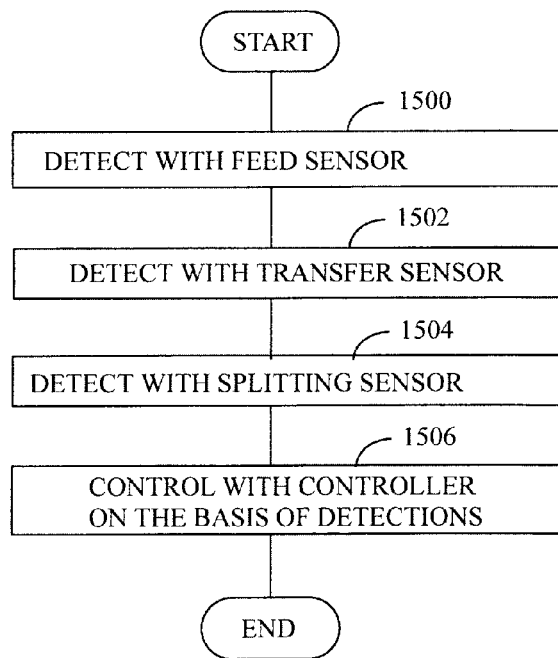 START
1500
DETECT WITH FEED SENSOR
1502
DETECT WITH TRANSFER SENSOR
1504
DETECT WITH SPLITTING SENSOR
1506
CONTROL WITH CONTROLLER
ON THE BASIS OF DETECTIONS
END